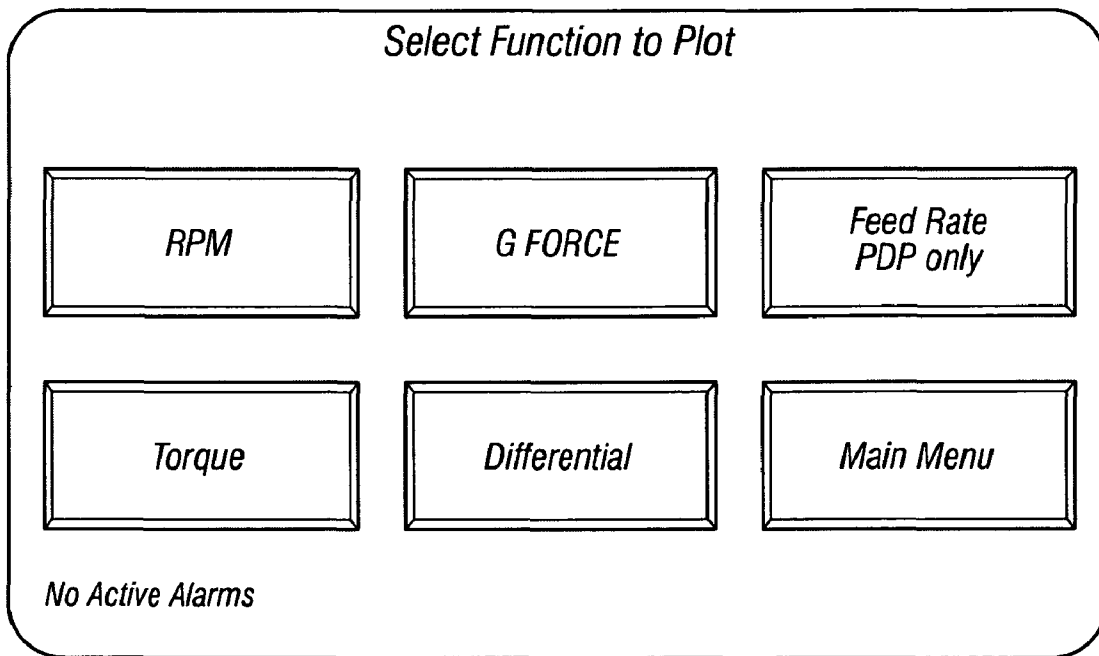 Select Function to Plot
RPM
G FORCE
Feed Rate
PDP only
Torque
Differential
Main Menu
No Active Alarms